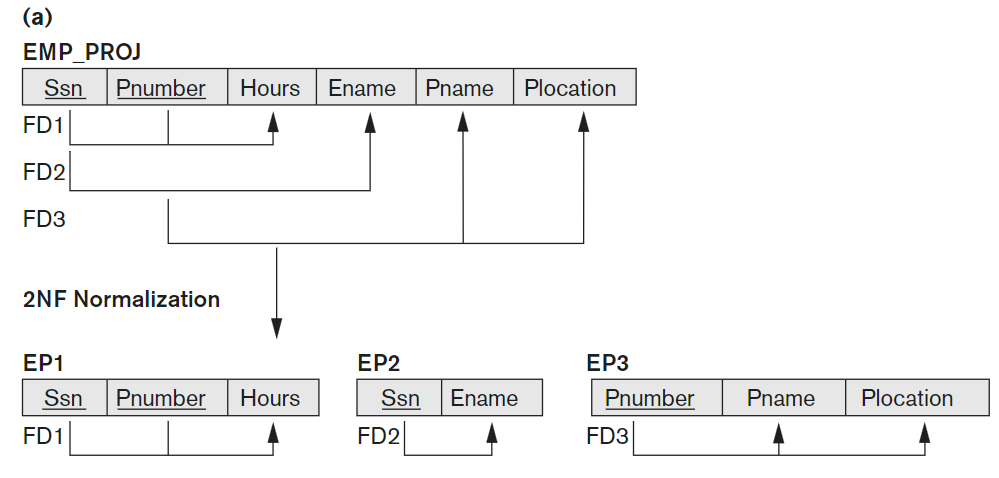 (a)
EMP_PROJ
Ssn Pnumber Hours Ename Pname Plocation
FD1
FD2
FD3
2NF Normalization
EP1 EP2 EP3
Ssn Pnumber Hours Ssn Ename Pnumber Pname Plocation
FD1 FD2 FD3